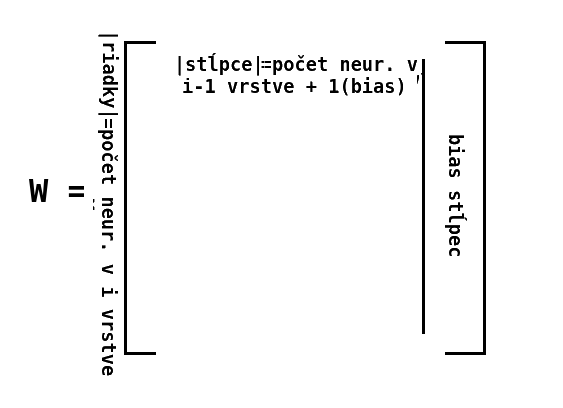 W =
|riadky|=počet neur. v i vrstve
|stĺpce|=počet neur. v
i-1 vrstve + 1(bias)
bias stĺpec